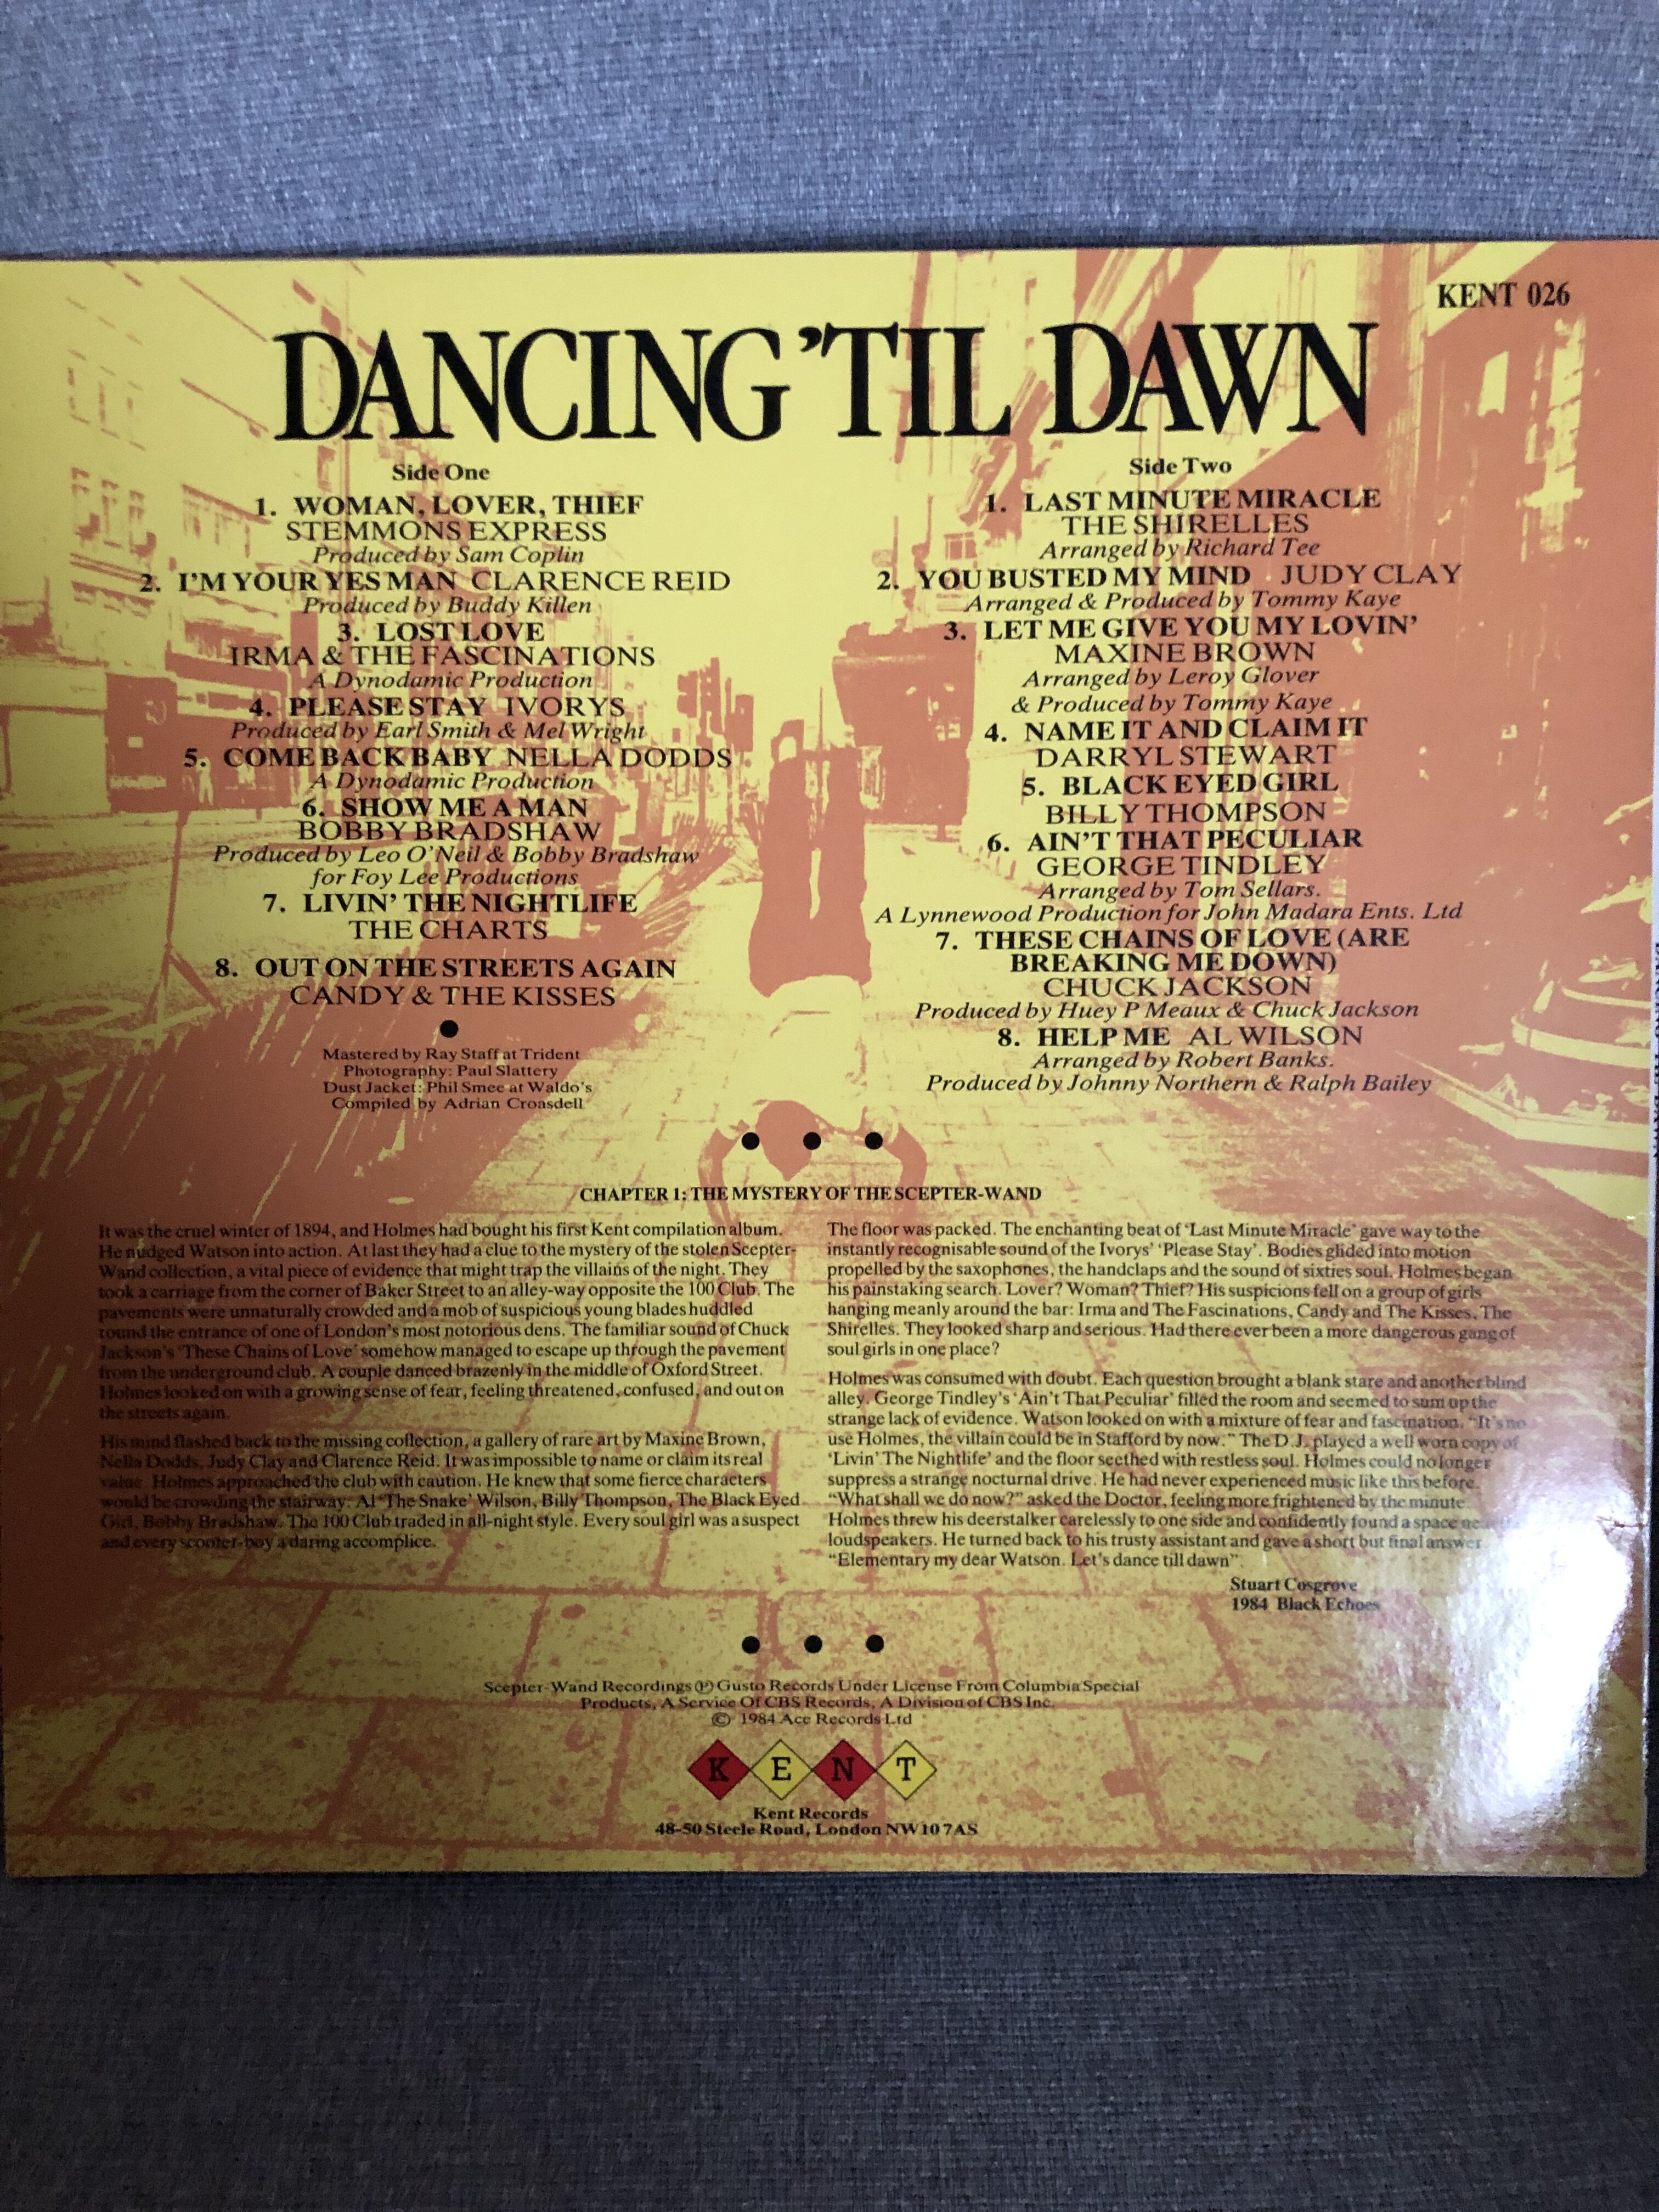 KENT 026
DANCING 'TIL DAWN
Side One
1. WOMAN, LOVER, THIEF
STEMMONS EXPRESS
Produced by Sam Coplin
2. I'M YOUR YES MAN CLARENCE REID
Produced by Buddy Killen
3. LOST LOVE
IRMA & THE FASCINATIONS
A Dynodamic Production
4. PLEASE STAY IVORYS
Produced by Earl Smith & Mel Wright
5. COME BACK BABY NELLA DODDS
A Dynodamic Production
6. SHOW ME A MAN
BOBBY BRADSHAW
Produced by Leo O'Neil & Bobby Bradshaw
for Foy Lee Productions
7. LIVIN' THE NIGHTLIFE
THE CHARTS
8. OUT ON THE STREETS AGAIN
CANDY & THE KISSES
Mastered by Ray Staff at Trident
Photography: Paul Slattery
Dust Jacket: Phil Smee at Waldo's
Compiled by Adrian Croasdell
Side Two
1. LAST MINUTE MIRACLE
THE SHIRELLES
Arranged by Richard Tee
2. YOU BUSTED MY MIND JUDY CLAY
Arranged & Produced by Tommy Kaye
3. LET ME GIVE YOU MY LOVIN'
MAXINE BROWN
Arranged by Leroy Glover
& Produced by Tommy Kaye
4. NAME IT AND CLAIM IT
DARRYL STEWART
5. BLACK EYED GIRL
BILLY THOMPSON
6. AIN'T THAT PECULIAR
GEORGE TINDLEY
Arranged by Tom Sellars.
A Lynnewood Production for John Madara Ents. Ltd
7. THESE CHAINS OF LOVE (ARE
BREAKING ME DOWN)
CHUCK JACKSON
Produced by Huey P Meaux & Chuck Jackson
8. HELP ME AL WILSON
Arranged by Robert Banks.
Produced by Johnny Northern & Ralph Bailey
CHAPTER 1: THE MYSTERY OF THE SCEPTER-WAND
It was the cruel winter of 1894, and Holmes had bought his first Kent compilation album.
He nudged Watson into action. At last they had a clue to the mystery of the stolen Scepter-
Wand collection, a vital piece of evidence that might trap the villains of the night. They
took a carriage from the corner of Baker Street to an alley-way opposite the 100 Club. The
pavements were unnaturally crowded and a mob of suspicious young blades huddled
round the entrance of one of London's most notorious dens. The familiar sound of Chuck
Jackson's 'These Chains of Love' somehow managed to escape up through the pavement
from the underground club. A couple danced brazenly in the middle of Oxford Street.
Holmes looked on with a growing sense of fear, feeling threatened, confused, and out on
the streets again.
His mind flashed back to the missing collection, a gallery of rare art by Maxine Brown,
Nella Dodds, Judy Clay and Clarence Reid. It was impossible to name or claim its real
value. Holmes approached the club with caution. He knew that some fierce characters
would be crowding the stairway: Al 'The Snake' Wilson, Billy Thompson, The Black Eyed
Girl, Bobby Bradshaw. The 100 Club traded in all-night style. Every soul girl was a suspect
and every scooter-boy a daring accomplice.
The floor was packed. The enchanting beat of 'Last Minute Miracle' gave way to the
instantly recognisable sound of the Ivorys' 'Please Stay'. Bodies glided into motion
propelled by the saxophones, the handclaps and the sound of sixties soul. Holmes began
his painstaking search. Lover? Woman? Thief? His suspicions fell on a group of girls
hanging meanly around the bar: Irma and The Fascinations, Candy and The Kisses, The
Shirelles. They looked sharp and serious. Had there ever been a more dangerous gang of
soul girls in one place?
Holmes was consumed with doubt. Each question brought a blank stare and another blind
alley. George Tindley's 'Ain't That Peculiar' filled the room and seemed to sum up the
strange lack of evidence. Watson looked on with a mixture of fear and fascination. "It's no
use Holmes, the villain could be in Stafford by now." The D.J. played a well worn copy of
'Livin' The Nightlife' and the floor seethed with restless soul. Holmes could no longer
suppress a strange nocturnal drive. He had never experienced music like this before.
"What shall we do now?" asked the Doctor, feeling more frightened by the minute
Holmes threw his deerstalker carelessly to one side and confidently found a space
loudspeakers. He turned back to his trusty assistant and gave a short but final answer.
"Elementary my dear Watson. Let's dance till dawn".
Stuart Cosgrove
1984 Black Echoes
Scepter-Wand Recordings Ⓟ Gusto Records Under License From Columbia Special
Products, A Service Of CBS Records, A Division of CBS Inc.
© 1984 Ace Records Ltd
KENT
Kent Records
48-50 Steele Road, London NW10 7AS